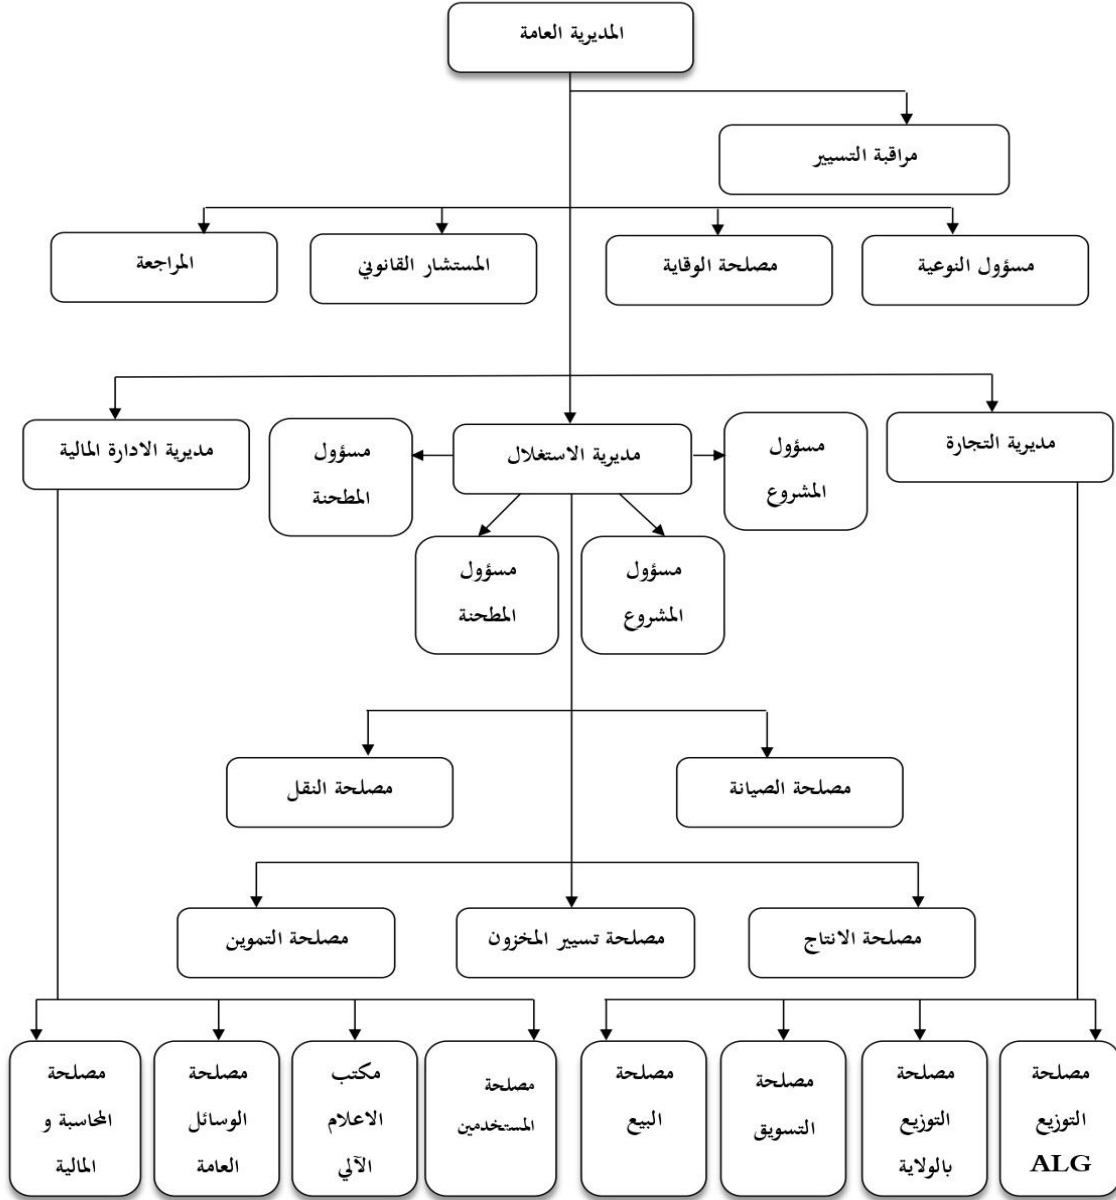 المديرية العامة
مراقبة التسيير
مسؤول النوعية
مصلحة الوقاية
المستشار القانوني
المراجعة
مديرية التجارة
مسؤول
المشروع
مديرية الاستغلال
مسؤول
المطحنة
مديرية الادارة المالية
مسؤول
المشروع
مسؤول
المطحنة
مصلحة الصيانة
مصلحة النقل
مصلحة الانتاج
مصلحة تسيير المخزون
مصلحة التموين
مصلحة
التوزيع
ALG
مصلحة
التوزيع
بالولاية
مصلحة
التسويق
مصلحة
البيع
مصلحة
المستخدمين
مكتب
الاعلام
الآلي
مصلحة
الوسائل
العامة
مصلحة
المحاسبة و
المالية